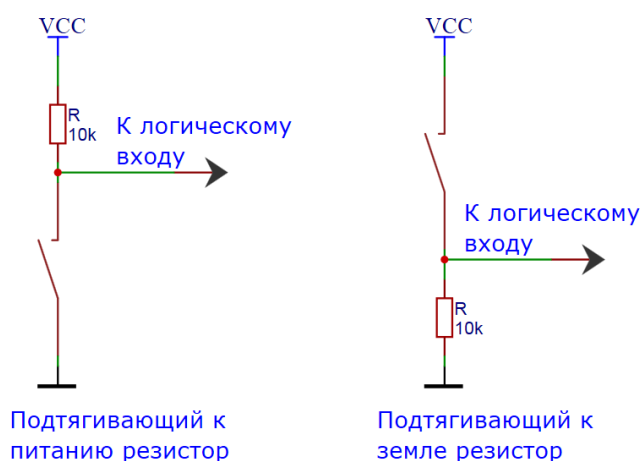 VCC
R
10k
К логическому
входу
Подтягивающий к
питанию резистор
VCC
К логическому
входу
R
10k
Подтягивающий к
земле резистор